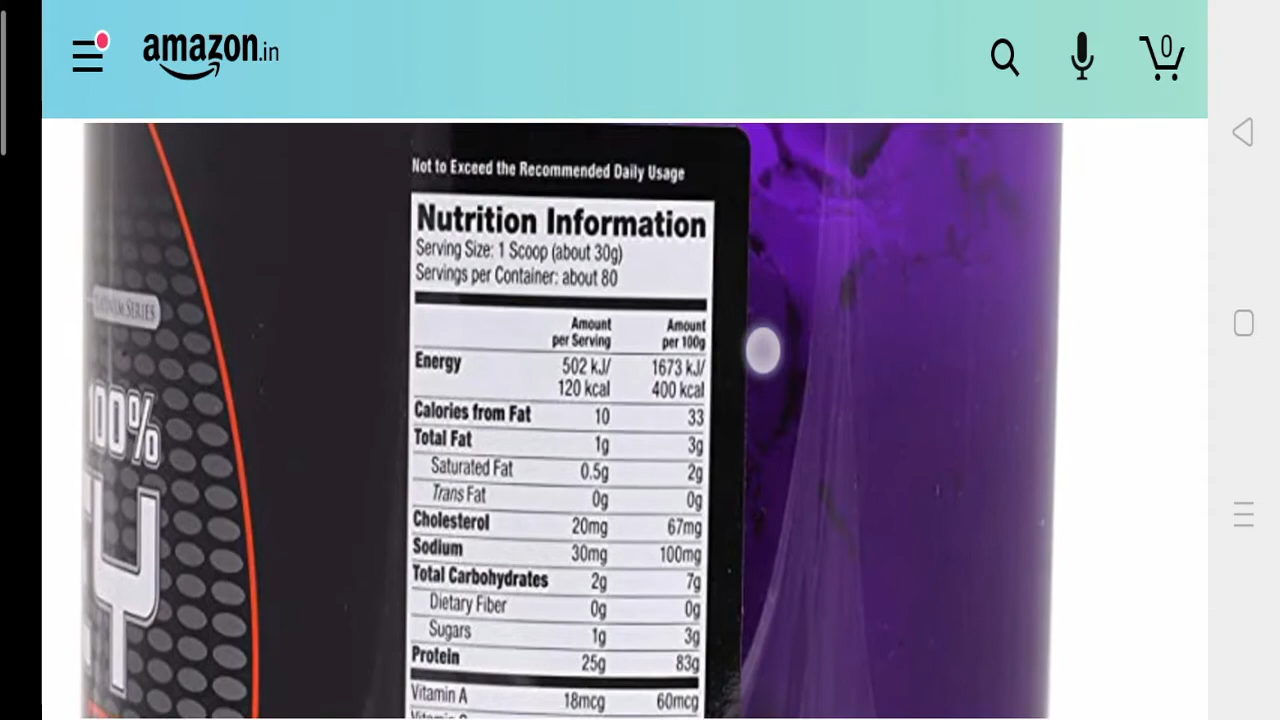 amazon.in
0
Not to Exceed the Recommended Daily Usage
Nutrition Information
Serving Size: 1 Scoop (about 30g)
Servings per Container: about 80
Amount per Serving Amount per 100g
Energy 502 kJ/ 1673 kJ/
120 kcal 400 kcal
Calories from Fat 10 33
Total Fat 1g 3g
Saturated Fat 0.5g 2g
Trans Fat 0g 0g
Cholesterol 20mg 67mg
Sodium 30mg 100mg
Total Carbohydrates 2g 7g
Dietary Fiber 0g 0g
Sugars 1g 3g
Protein 25g 83g
Vitamin A 18mcg 60mcg
SERIES
100%